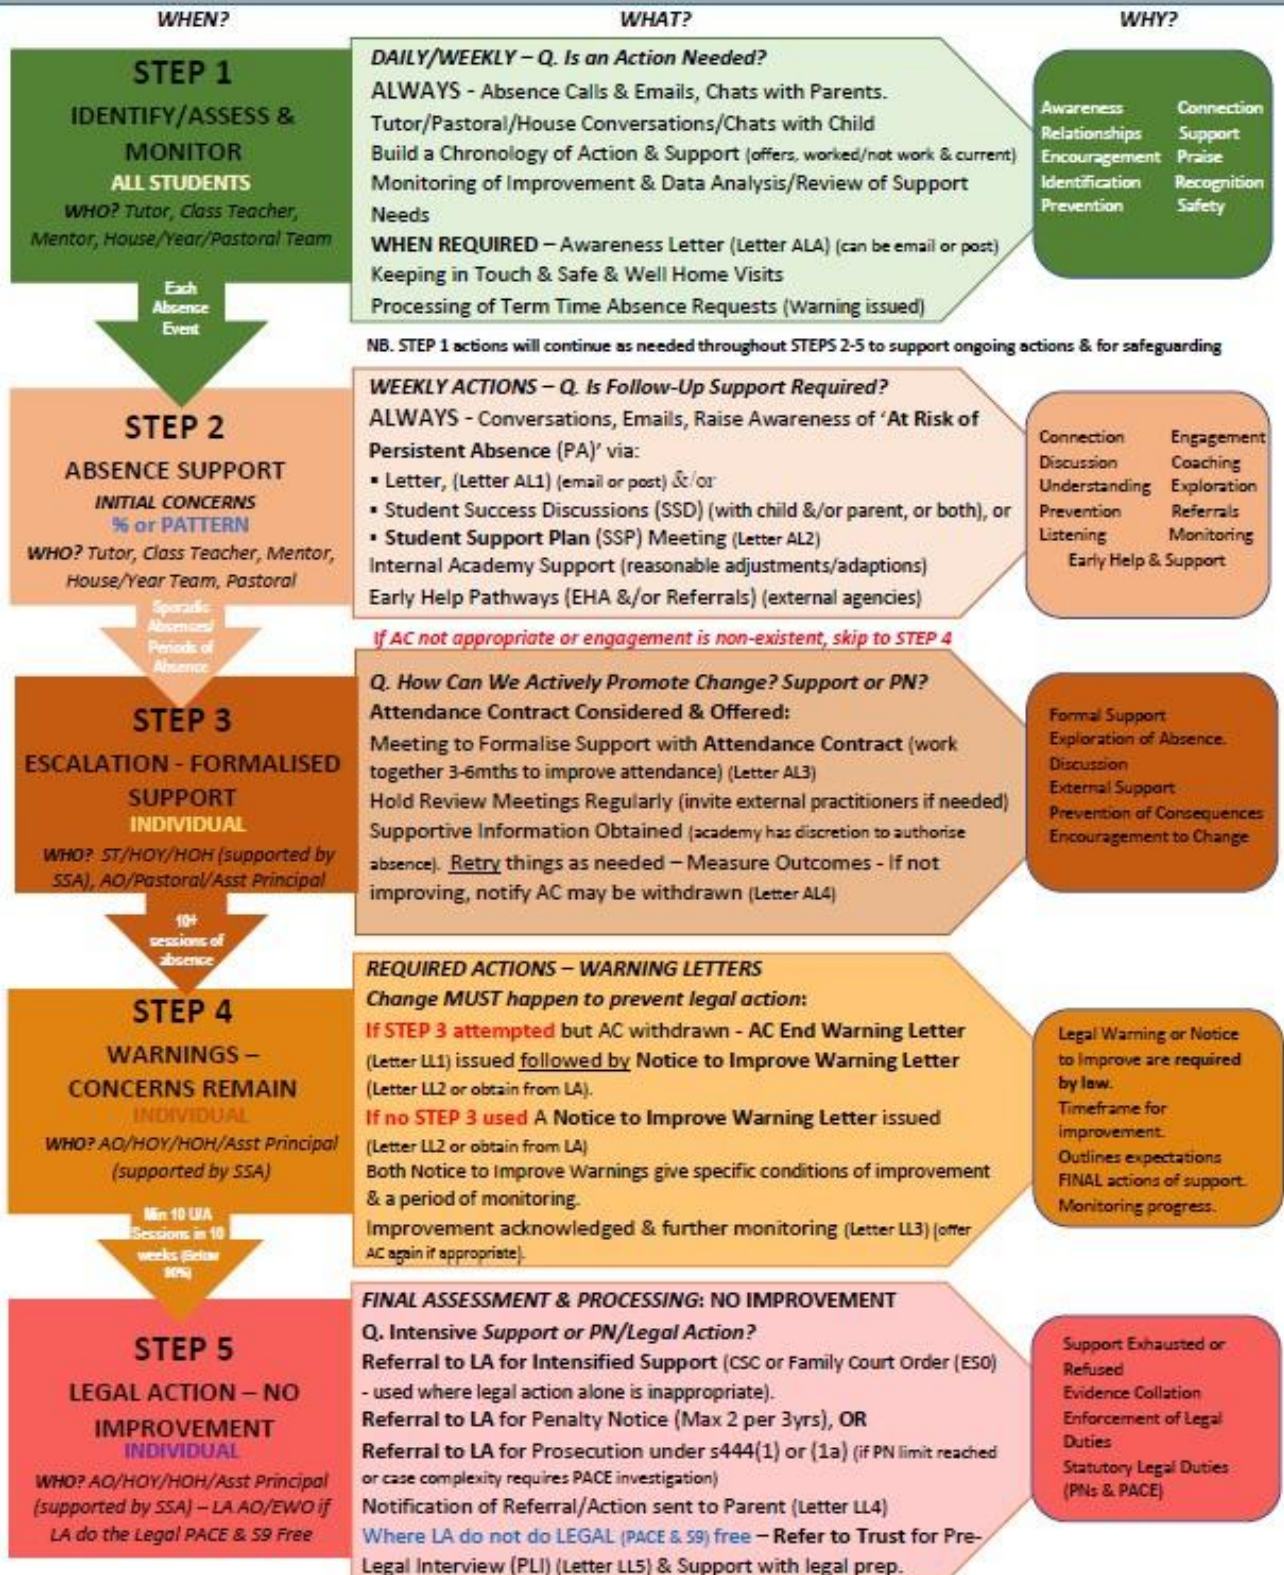 WHEN?
WHAT?
WHY?
STEP 1
IDENTIFY/ASSESS &
MONITOR
ALL STUDENTS
WHO? Tutor, Class Teacher,
Mentor, House/Year/Pastoral Team
Each
Absence
Event
DAILY/WEEKLY – Q. Is an Action Needed?
ALWAYS - Absence Calls & Emails, Chats with Parents.
Tutor/Pastoral/House Conversations/Chats with Child
Build a Chronology of Action & Support (offers, worked/not work & current)
Monitoring of Improvement & Data Analysis/Review of Support
Needs
WHEN REQUIRED – Awareness Letter (Letter ALA) (can be email or post)
Keeping in Touch & Safe & Well Home Visits
Processing of Term Time Absence Requests (Warning issued)
Awareness Connection
Relationships Support
Encouragement Praise
Identification Recognition
Prevention Safety
NB. STEP 1 actions will continue as needed throughout STEPS 2-5 to support ongoing actions & for safeguarding
STEP 2
ABSENCE SUPPORT
INITIAL CONCERNS
% or PATTERN
WHO? Tutor, Class Teacher, Mentor,
House/Year Team, Pastoral
Sporadic
Absences/
Periods of
Absence
WEEKLY ACTIONS – Q. Is Follow-Up Support Required?
ALWAYS - Conversations, Emails, Raise Awareness of ‘At Risk of
Persistent Absence (PA)’ via:
▪ Letter, (Letter AL1) (email or post) &/or
▪ Student Success Discussions (SSD) (with child &/or parent, or both), or
▪ Student Support Plan (SSP) Meeting (Letter AL2)
Internal Academy Support (reasonable adjustments/adaptions)
Early Help Pathways (EHA &/or Referrals) (external agencies)
Connection Engagement
Discussion Coaching
Understanding Exploration
Prevention Referrals
Listening Monitoring
Early Help & Support
If AC not appropriate or engagement is non-existent, skip to STEP 4
STEP 3
ESCALATION - FORMALISED
SUPPORT
INDIVIDUAL
WHO? ST/HOY/HOH (supported by
SSA), AO/Pastoral/Asst Principal
10+
sessions of
absence
Q. How Can We Actively Promote Change? Support or PN?
Attendance Contract Considered & Offered:
Meeting to Formalise Support with Attendance Contract (work
together 3-6mths to improve attendance) (Letter AL3)
Hold Review Meetings Regularly (invite external practitioners if needed)
Supportive Information Obtained (academy has discretion to authorise
absence). Retry things as needed – Measure Outcomes - If not
improving, notify AC may be withdrawn (Letter AL4)
Formal Support
Exploration of Absence.
Discussion
External Support
Prevention of Consequences
Encouragement to Change
STEP 4
WARNINGS –
CONCERNS REMAIN
INDIVIDUAL
WHO? AO/HOY/HOH/Asst Principal
(supported by SSA)
Min 10 U/A
Sessions in 10
weeks (Below
90%)
REQUIRED ACTIONS – WARNING LETTERS
Change MUST happen to prevent legal action:
If STEP 3 attempted but AC withdrawn - AC End Warning Letter
(Letter LL1) issued followed by Notice to Improve Warning Letter
(Letter LL2 or obtain from LA).
If no STEP 3 used A Notice to Improve Warning Letter issued
(Letter LL2 or obtain from LA)
Both Notice to Improve Warnings give specific conditions of improvement
& a period of monitoring.
Improvement acknowledged & further monitoring (Letter LL3) (offer
AC again if appropriate).
Legal Warning or Notice
to Improve are required
by law.
Timeframe for
improvement.
Outlines expectations
FINAL actions of support.
Monitoring progress.
STEP 5
LEGAL ACTION – NO
IMPROVEMENT
INDIVIDUAL
WHO? AO/HOY/HOH/Asst Principal
(supported by SSA) – LA AO/EWO if
LA do the Legal PACE & S9 Free
FINAL ASSESSMENT & PROCESSING: NO IMPROVEMENT
Q. Intensive Support or PN/Legal Action?
Referral to LA for Intensified Support (CSC or Family Court Order (ESO)
- used where legal action alone is inappropriate).
Referral to LA for Penalty Notice (Max 2 per 3yrs), OR
Referral to LA for Prosecution under s444(1) or (1a) (if PN limit reached
or case complexity requires PACE investigation)
Notification of Referral/Action sent to Parent (Letter LL4)
Where LA do not do LEGAL (PACE & S9) free – Refer to Trust for Pre-
Legal Interview (PLI) (Letter LL5) & Support with legal prep.
Support Exhausted or
Refused
Evidence Collation
Enforcement of Legal
Duties
Statutory Legal Duties
(PNs & PACE)